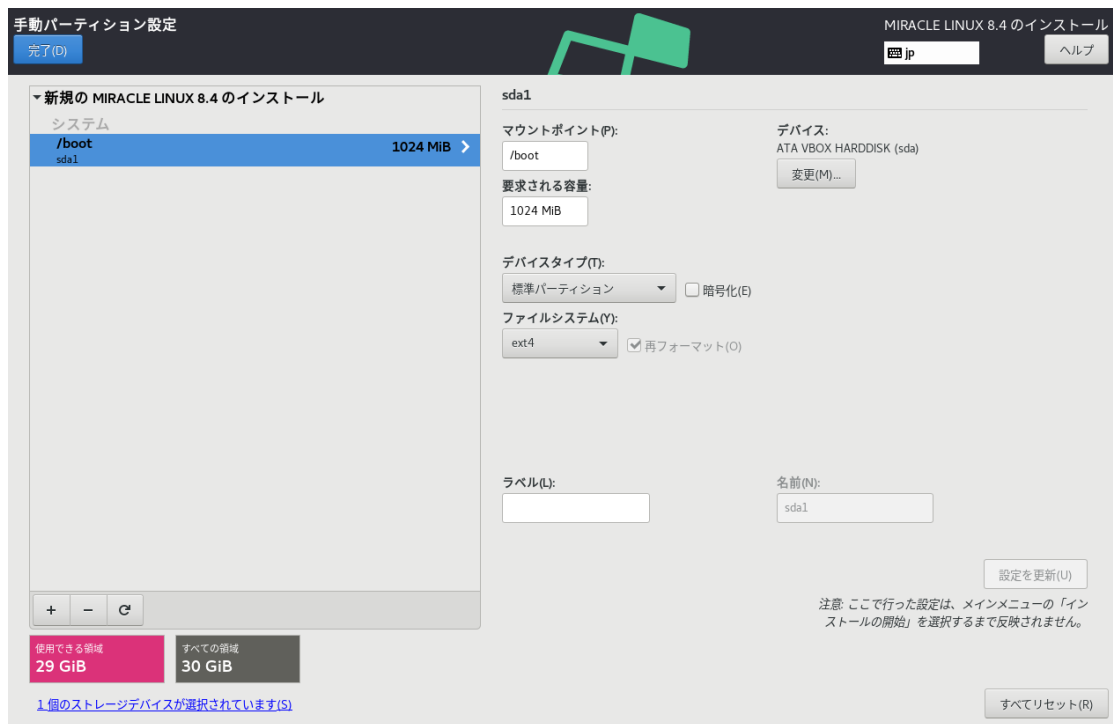 手動パーティション設定
完了(D)
MIRACLE LINUX 8.4 のインストール
jp
ヘルプ
新規の MIRACLE LINUX 8.4 のインストール
システム
/boot
1024 MiB
sda1
+ −
使用できる領域
29 GiB
すべての領域
30 GiB
1 個のストレージデバイスが選択されています(S)
sda1
マウントポイント(P):
/boot
要求される容量:
1024 MiB
デバイス:
ATA VBOX HARDDISK (sda)
変更(M)...
デバイスタイプ(T):
標準パーティション
暗号化(E)
ファイルシステム(Y):
ext4
再フォーマット(O)
ラベル(L):
名前(N):
sda1
設定を更新(U)
注意: ここで行った設定は、メインメニューの「イン
ストールの開始」を選択するまで反映されません。
すべてリセット(R)